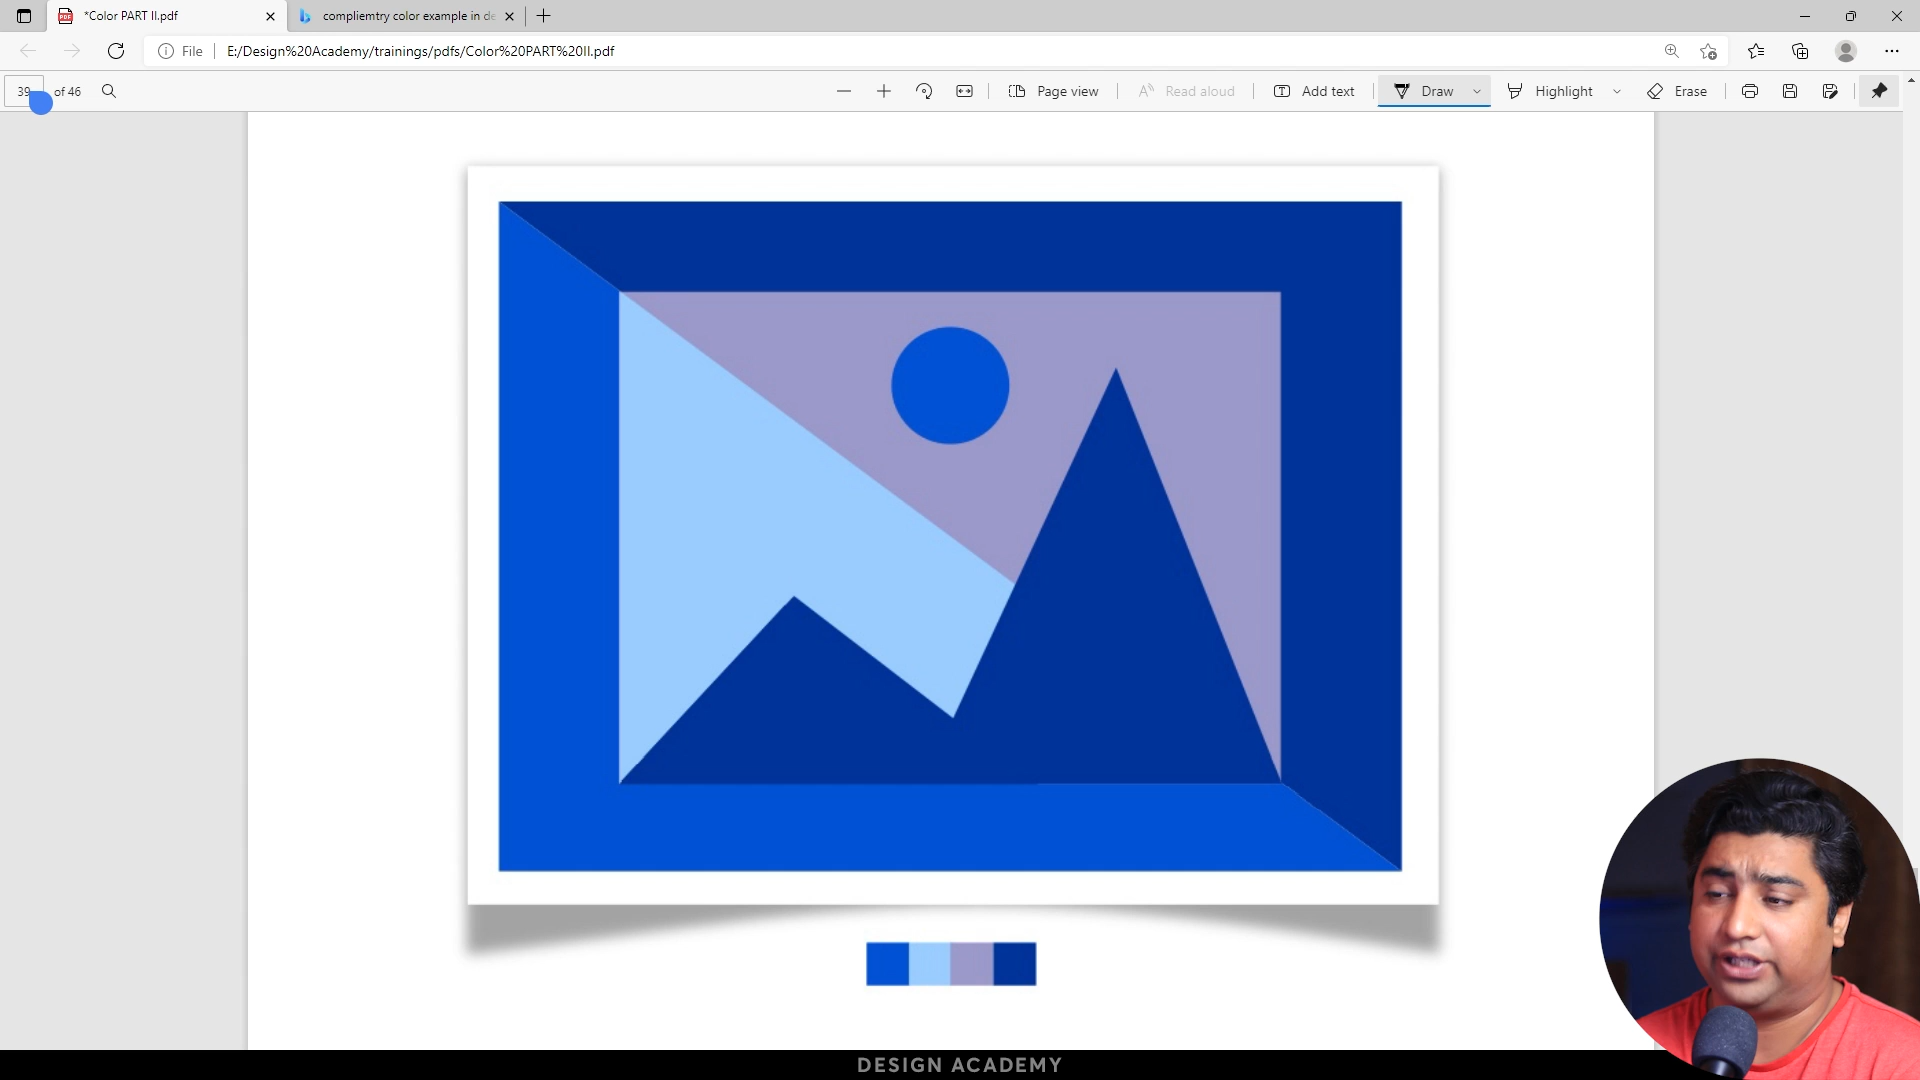 *Color PART II.pdf
compliemtry color example in de
File
E:/Design%20Academy/trainings/pdfs/Color%20PART%20II.pdf
39 of 46
Page view
Read aloud
Add text
Draw
Highlight
Erase
DESIGN ACADEMY